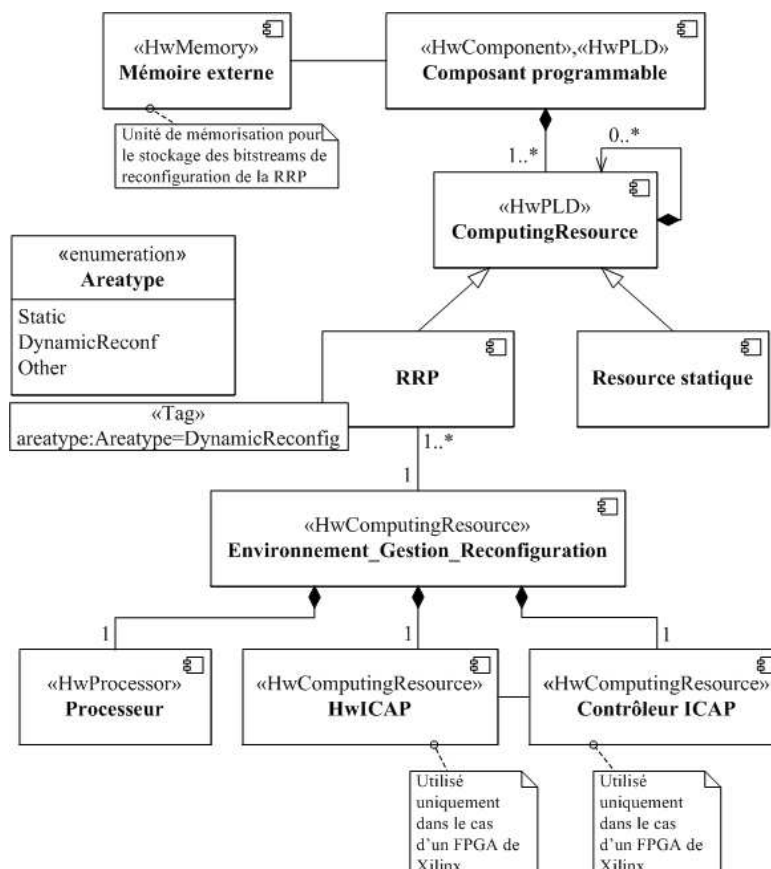 «HwMemory»
Mémoire externe
«HwComponent»,«HwPLD»
Composant programmable
Unité de mémorisation pour
le stockage des bitstreams de
reconfiguration de la RRP
1..*
0..*
«HwPLD»
ComputingResource
«enumeration»
Areatype
Static
DynamicReconf
Other
RRP
Resource statique
«Tag»
areatype:Areatype=DynamicReconfig
1..*
1
«HwComputingResource»
Environnement_Gestion_Reconfiguration
1
1
1
«HwProcessor»
Processeur
«HwComputingResource»
HwICAP
«HwComputingResource»
Contrôleur ICAP
Utilisé
uniquement
dans le cas
d'un FPGA de
Xilinx
Utilisé
uniquement
dans le cas
d'un FPGA de
Xilinx